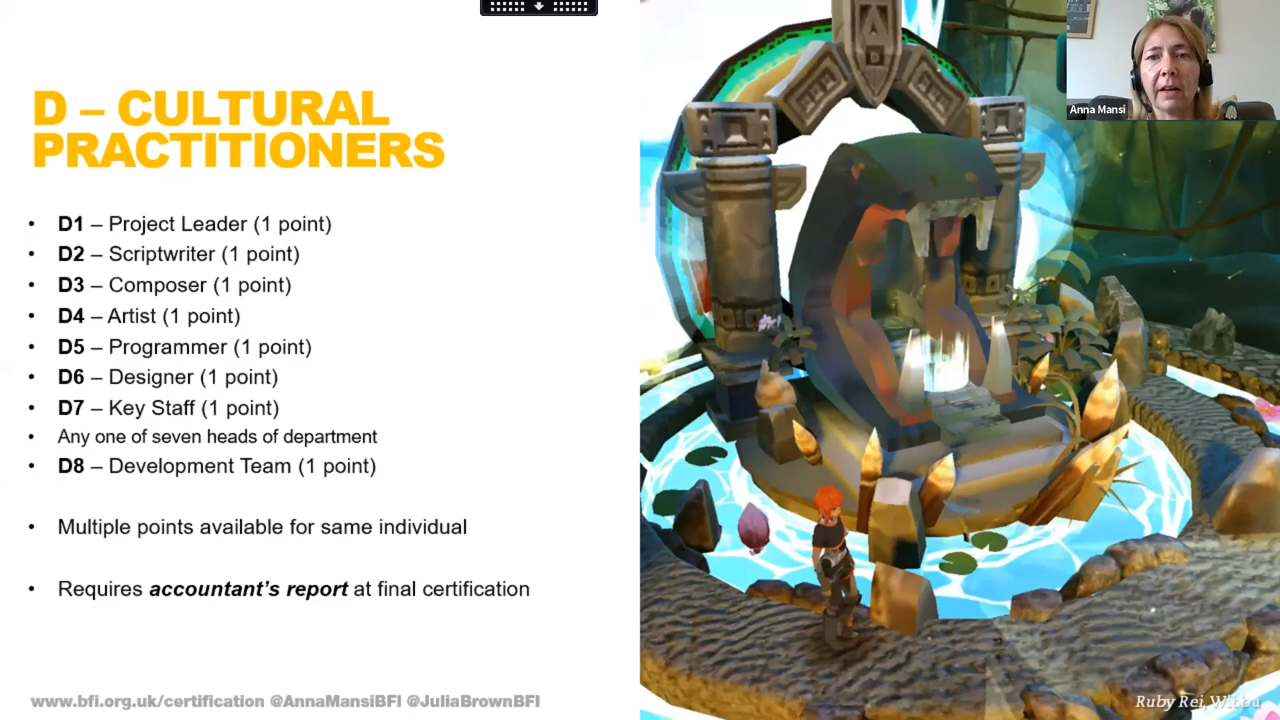 D – CULTURAL
PRACTITIONERS
• D1 – Project Leader (1 point)
• D2 – Scriptwriter (1 point)
• D3 – Composer (1 point)
• D4 – Artist (1 point)
• D5 – Programmer (1 point)
• D6 – Designer (1 point)
• D7 – Key Staff (1 point)
• Any one of seven heads of department
• D8 – Development Team (1 point)
• Multiple points available for same individual
• Requires accountant's report at final certification
www.bfi.org.uk/certification @AnnaMansiBFI @JuliaBrownBFI
Anna Mansi
Ruby Rei,